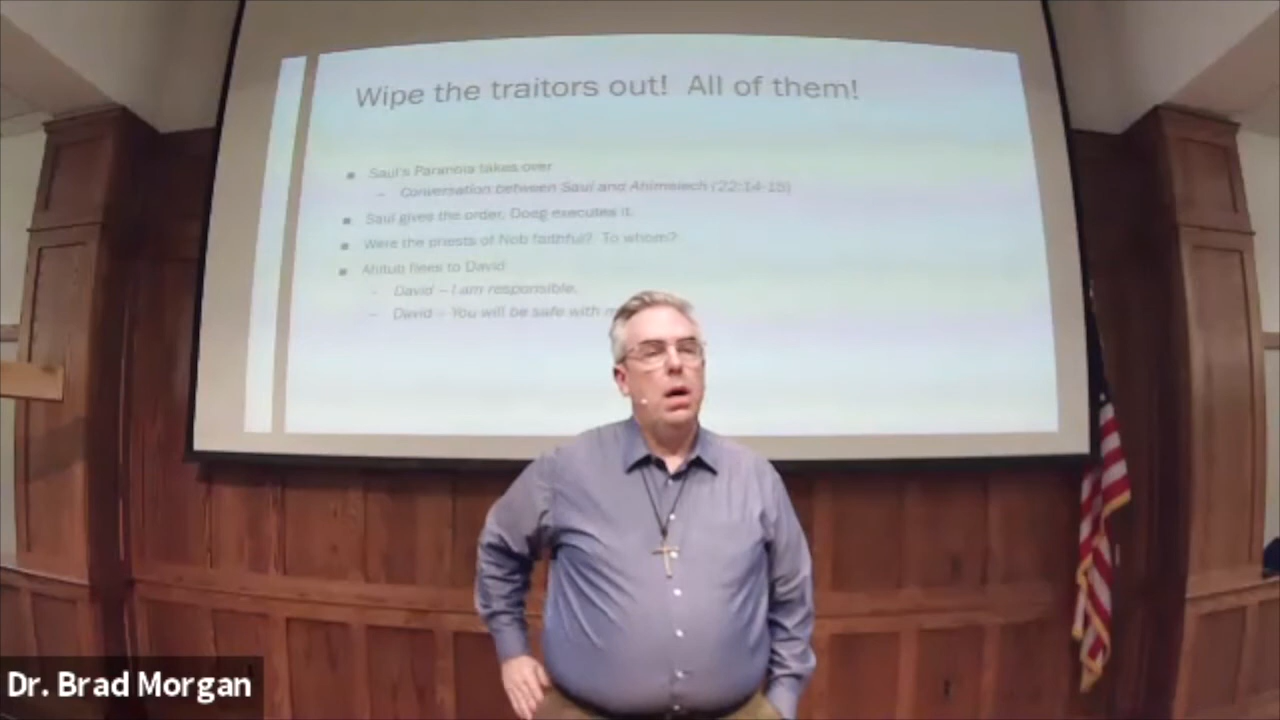 Wipe the traitors out! All of them!
Saul's Paranoia takes over
– Conversation between Saul and Ahimelech (22:14-15)
Saul gives the order, Doeg executes it.
Were the priests of Nob faithful? To whom?
flees to David
– David – I am responsible.
– David – You will be safe with
Dr. Brad Morgan